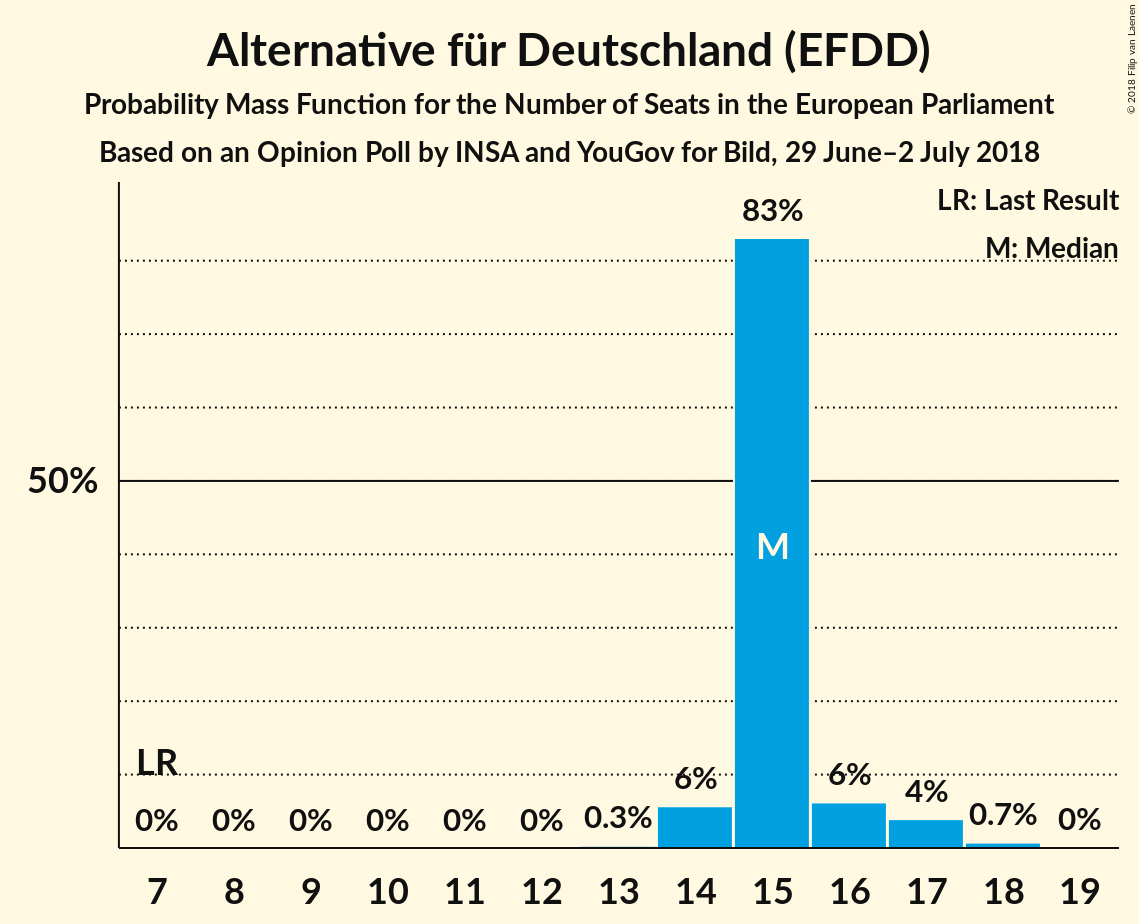 Alternative für Deutschland (EFDD)
Probability Mass Function for the Number of Seats in the European Parliament
Based on an Opinion Poll by INSA and YouGov for Bild, 29 June–2 July 2018
© 2018 Filip van Laenen
LR: Last Result
M: Median
83%
50%
M
LR
0% 0% 0% 0% 0% 0% 0.3% 6% 6% 4% 0.7% 0%
7 8 9 10 11 12 13 14 15 16 17 18 19